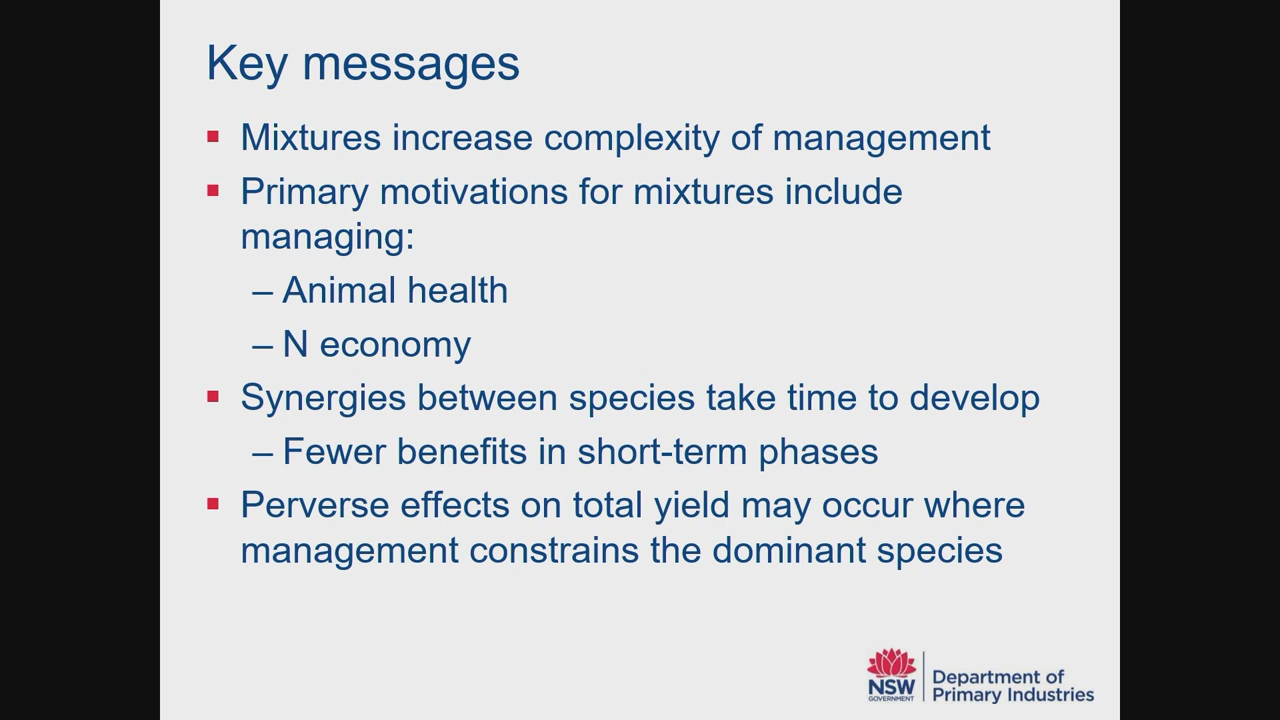 Key messages
Mixtures increase complexity of management
Primary motivations for mixtures include
managing:
– Animal health
– N economy
Synergies between species take time to develop
– Fewer benefits in short-term phases
Perverse effects on total yield may occur where
management constrains the dominant species
NSW
GOVERNMENT
Department of
Primary Industries